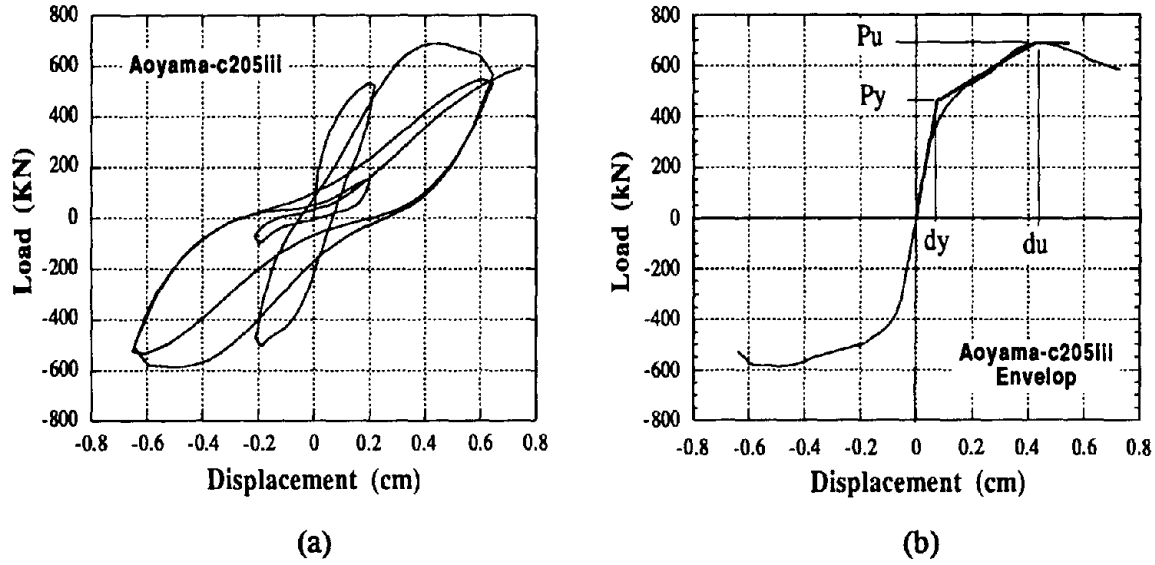 800
600
400
200
0
-200
-400
-600
800
Load (KN)
Aoyama-c205iii
-0.8 -0.6 -0.4 -0.2 0 0.2 0.4 0.6 0.8
Displacement (cm)
(a)
800
600
400
200
0
-200
-400
-600
800
Load (kN)
Pu
Py
dy
du
Aoyama-c205iii
Envelop
-0.8 -0.6 -0.4 -0.2 0 0.2 0.4 0.6 0.8
Displacement (cm)
(b)